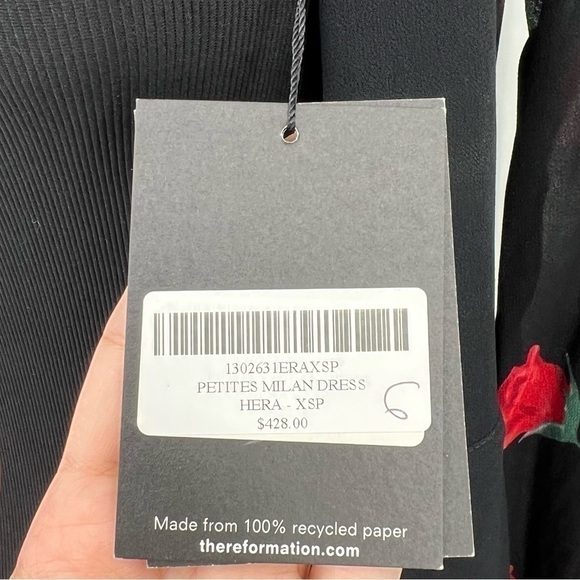 1302631ERAXSP
PETITES MILAN DRESS
HERA - XSP
$428.00
6
Made from 100% recycled paper
thereformation.com